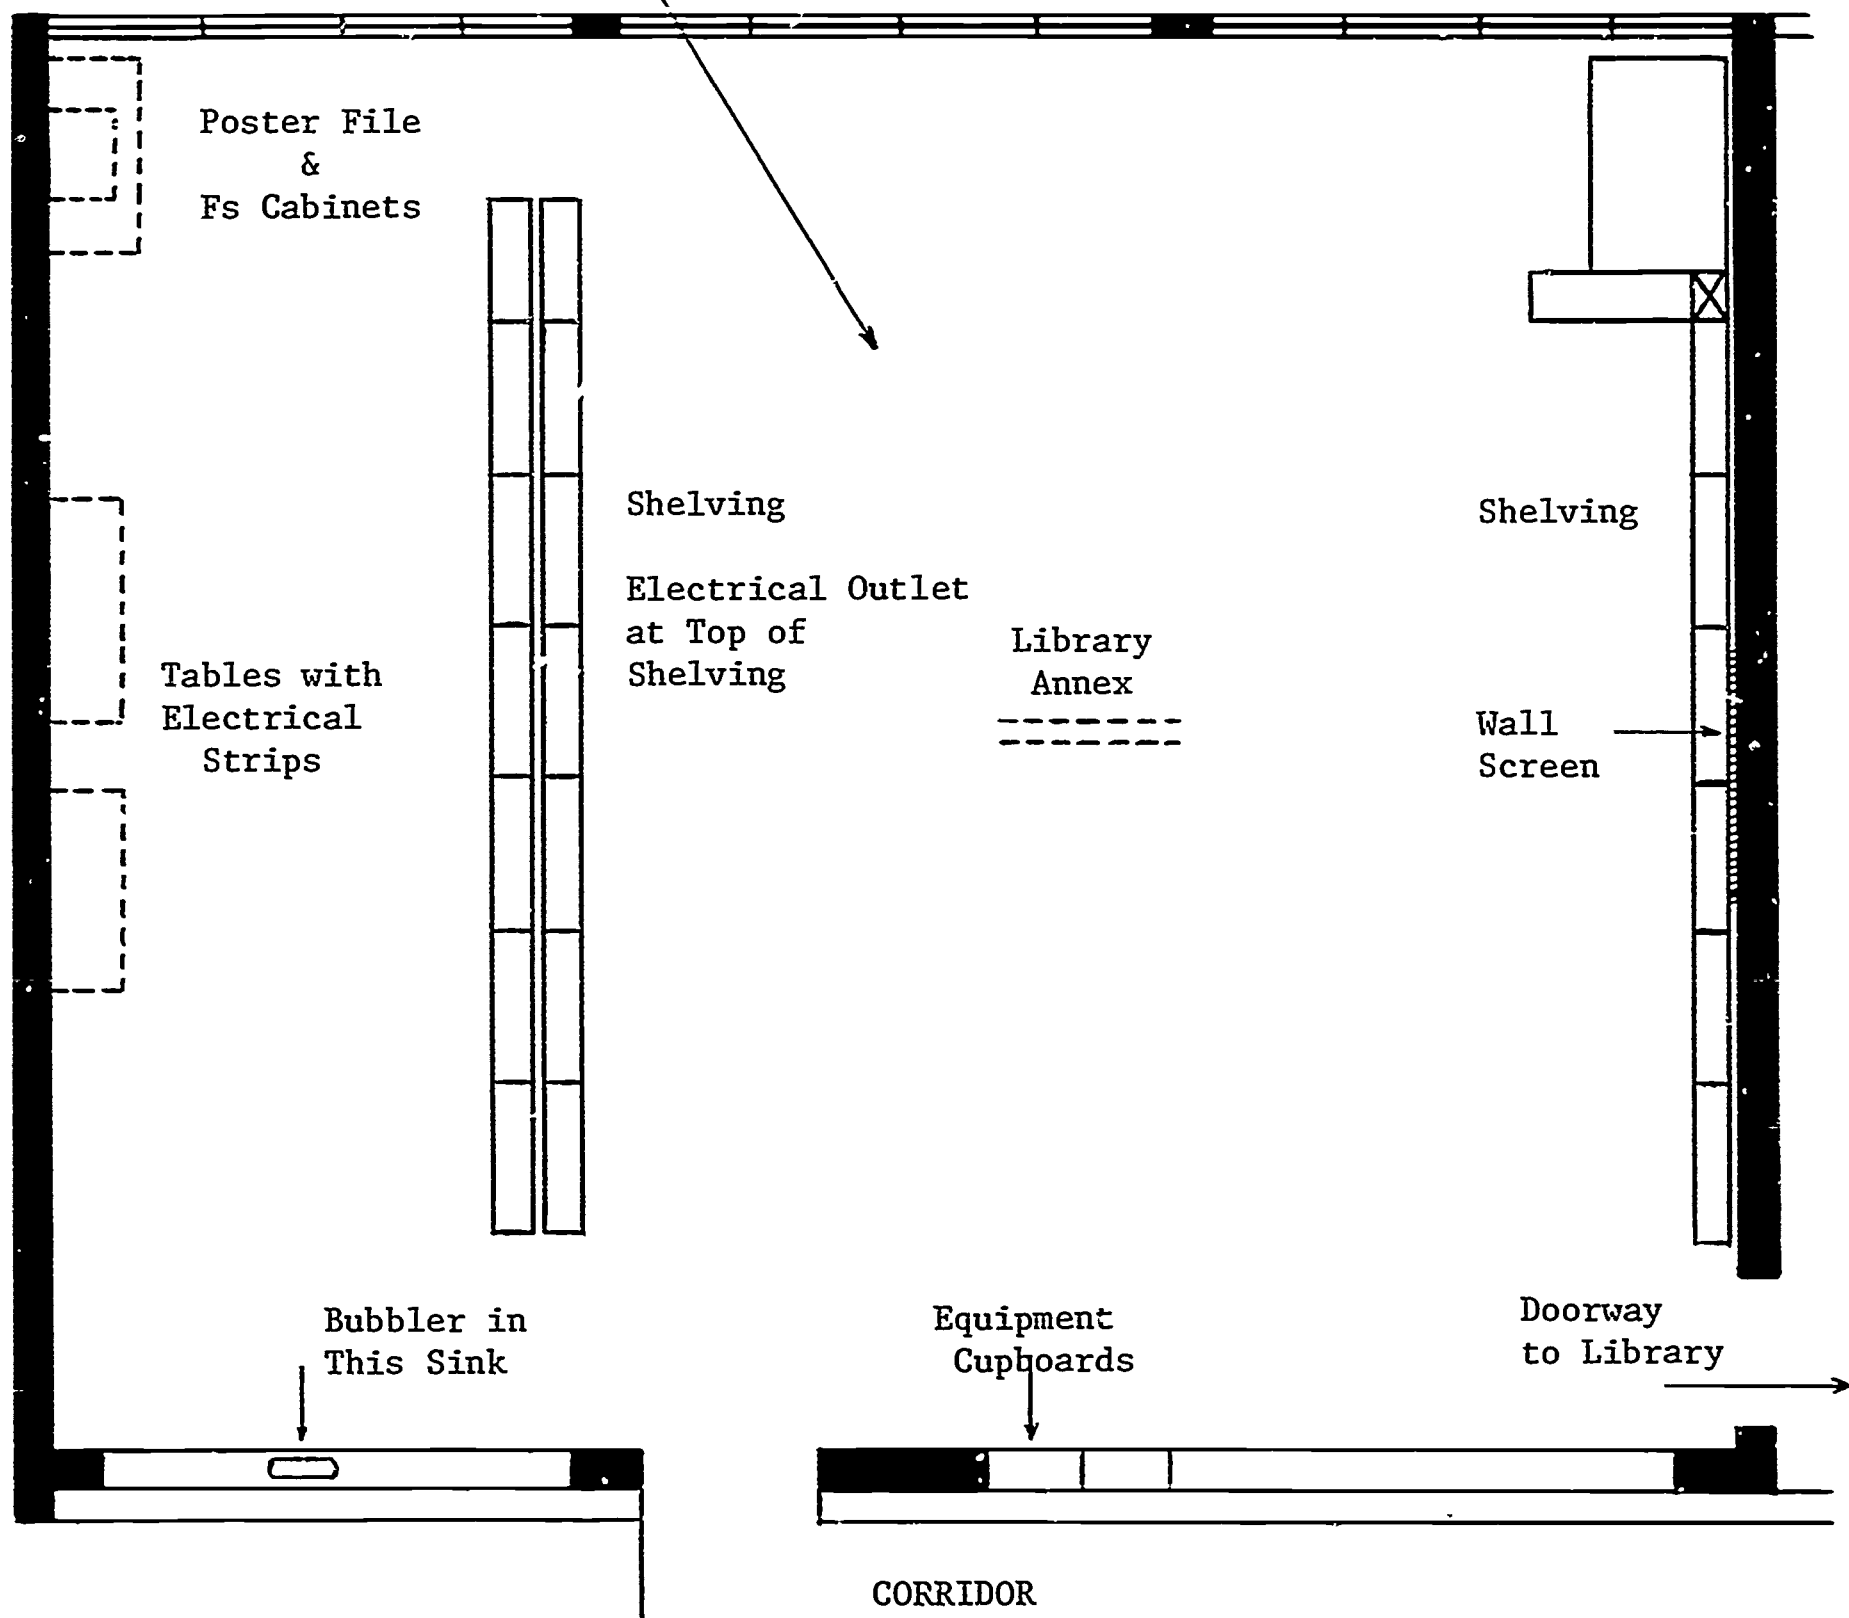 Poster File
&
Fs Cabinets
Shelving
Electrical Outlet
at Top of
Shelving
Shelving
Library
Annex
Tables with
Electrical
Strips
Wall
Screen
Bubbler in
This Sink
Equipment
Cupboards
Doorway
to Library
CORRIDOR